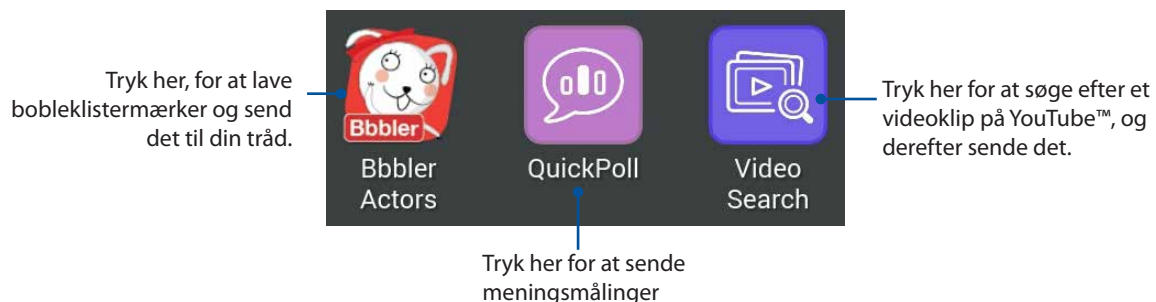 Tryk her, for at lave
bobleklistermærker og send
det til din tråd.
Bbbler
Bbbler
Actors
QuickPoll
Video
Search
Tryk her for at søge efter et
videoklip på YouTube™, og
derefter sende det.
Tryk her for at sende
meningsmålinger